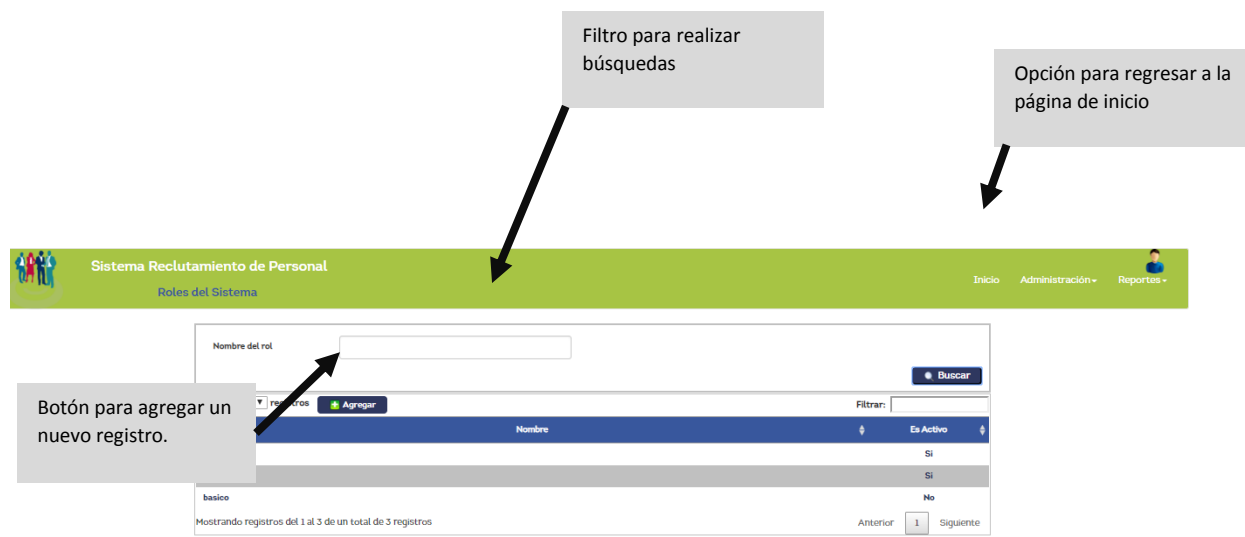 Filtro para realizar
búsquedas
Opción para regresar a la
página de inicio
Sistema Reclutamiento de Personal
Roles del Sistema
Inicio Administración Reportes
Nombre del rol
Buscar
Botón para agregar un
nuevo registro.
registros Agregar Filtrar:
Nombre Es Activo
Si
Si
basico No
Mostrando registros del 1 al 3 de un total de 3 registros Anterior 1 Siguiente